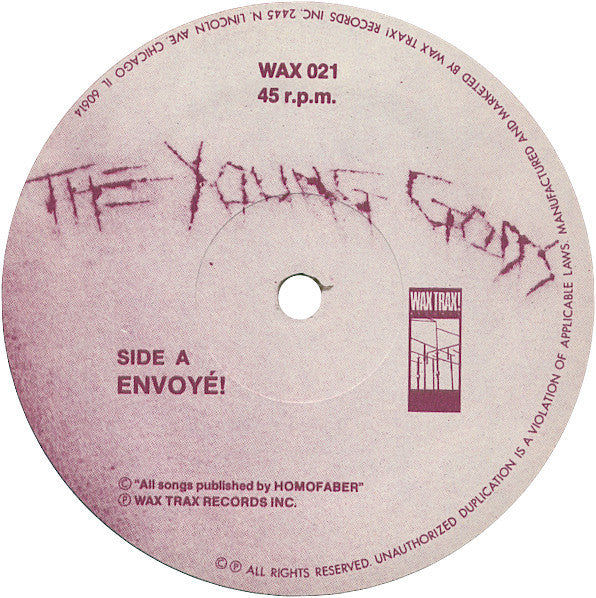 WAX 021
45 r.p.m.
THE YOUNG GODS
WAX TRAX!
SIDE A
ENVOYÉ!
© "All songs published by HOMOFABER"
℗ WAX TRAX RECORDS INC.
© ℗ ALL RIGHTS RESERVED. UNAUTHORIZED DUPLICATION IS A VIOLATION OF APPLICABLE LAWS. MANUFACTURED AND MARKETED BY WAX TRAX! RECORDS INC. 2445 N. LINCOLN AVE. CHICAGO IL 60614